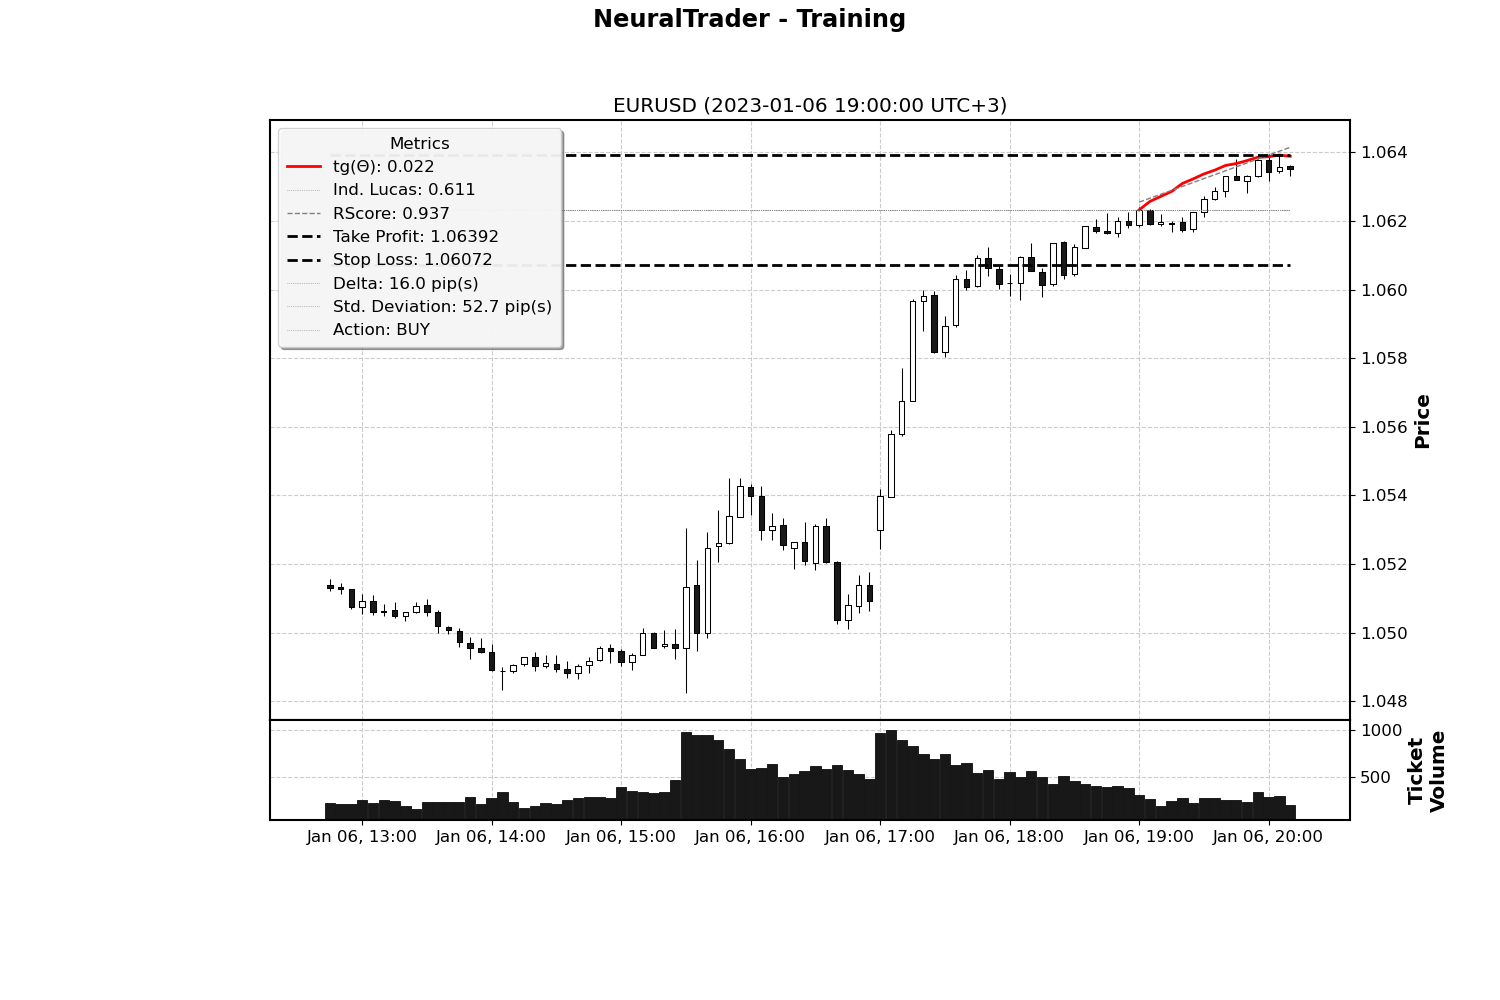 NeuralTrader - Training
EURUSD (2023-01-06 19:00:00 UTC+3)
Metrics
tg(Θ): 0.022
Ind. Lucas: 0.611
RScore: 0.937
Take Profit: 1.06392
Stop Loss: 1.06072
Delta: 16.0 pip(s)
Std. Deviation: 52.7 pip(s)
Action: BUY
1.064
1.062
1.060
1.058
1.056
1.054
1.052
1.050
1.048
Price
1000
500
Ticket
Volume
Jan 06, 13:00 Jan 06, 14:00 Jan 06, 15:00 Jan 06, 16:00 Jan 06, 17:00 Jan 06, 18:00 Jan 06, 19:00 Jan 06, 20:00